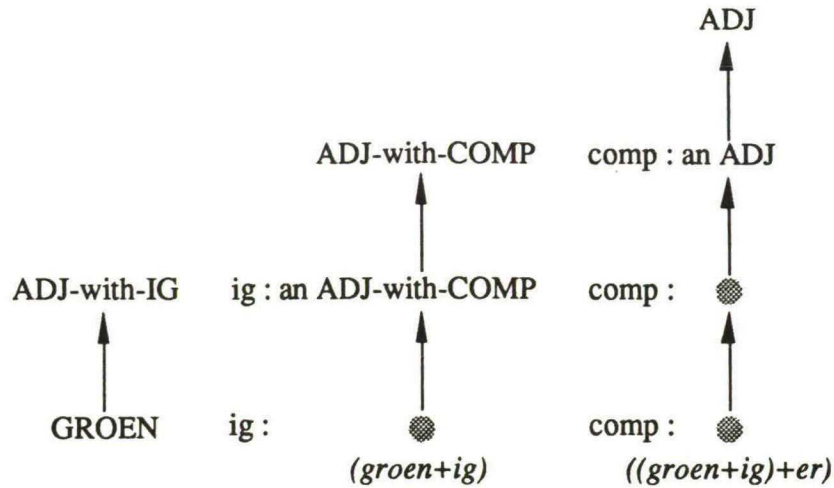 ADJ
ADJ-with-COMP comp : an ADJ
ADJ-with-IG ig : an ADJ-with-COMP comp :
GROEN ig : comp :
(groen+ig) ((groen+ig)+er)